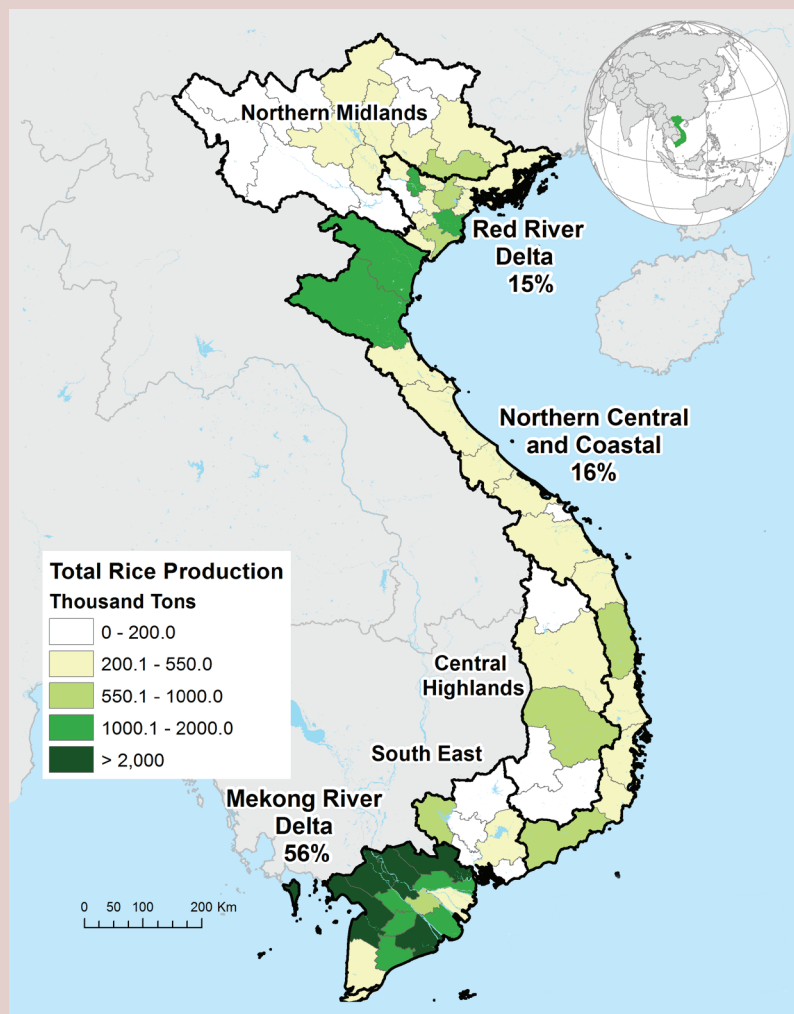 Northern Midlands
Red River
Delta
15%
Northern Central
and Coastal
16%
Total Rice Production
Thousand Tons
0 - 200.0
200.1 - 550.0
550.1 - 1000.0
1000.1 - 2000.0
> 2,000
Central
Highlands
South East
Mekong River
Delta
56%
0 50 100 200 Km